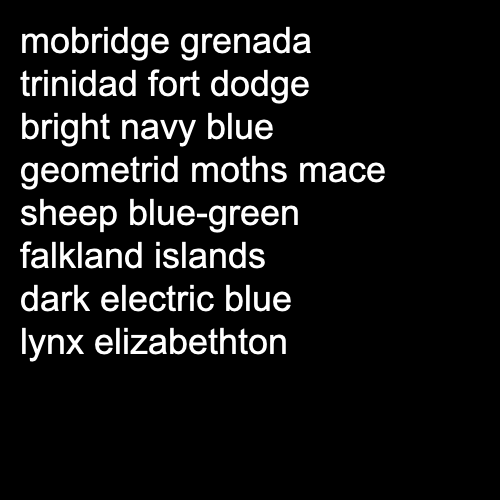 mobridge grenada
trinidad fort dodge
bright navy blue
geometrid moths mace
sheep blue-green
falkland islands
dark electric blue
lynx elizabethton